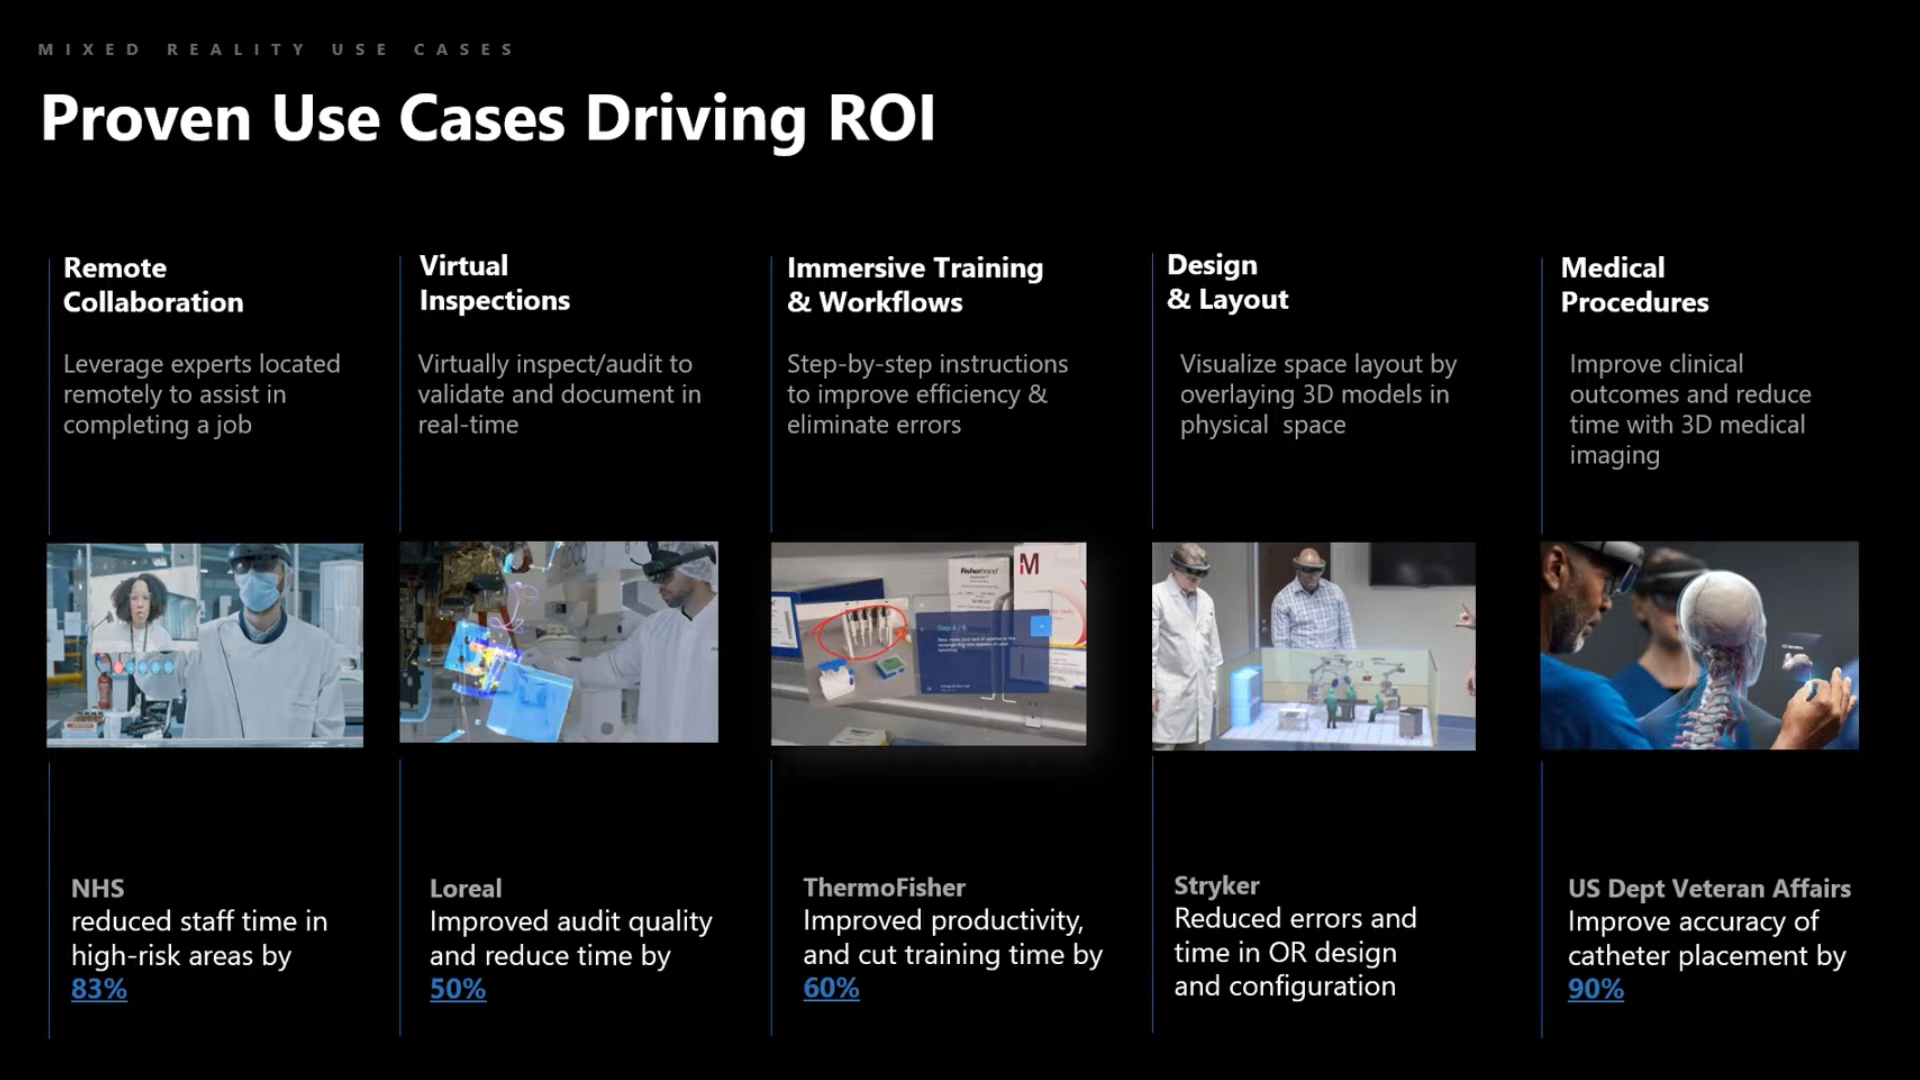 MIXED REALITY USE CASES
Proven Use Cases Driving ROI
Remote
Collaboration
Leverage experts located
remotely to assist in
completing a job
NHS
reduced staff time in
high-risk areas by
83%
Virtual
Inspections
Virtually inspect/audit to
validate and document in
real-time
Loreal
Improved audit quality
and reduce time by
50%
Immersive Training
& Workflows
Step-by-step instructions
to improve efficiency &
eliminate errors
Fisherbrand
M
Step 4 / 6
ThermoFisher
Improved productivity,
and cut training time by
60%
Design
& Layout
Visualize space layout by
overlaying 3D models in
physical  space
Stryker
Reduced errors and
time in OR design
and configuration
Medical
Procedures
Improve clinical
outcomes and reduce
time with 3D medical
imaging
US Dept Veteran Affairs
Improve accuracy of
catheter placement by
90%